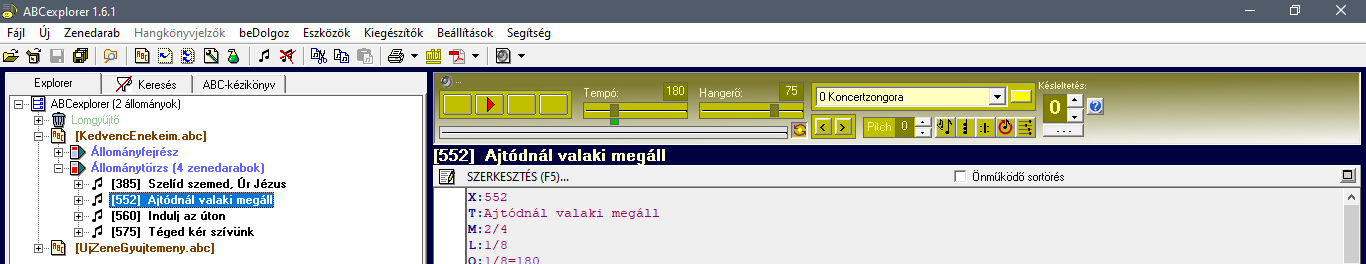 ABCexplorer 1.6.1
Fájl Új Zenedarab Hangkönyvjelzők beDolgoz Eszközök Kiegészítők Beállítások Segítség
Explorer Keresés ABC-kézikönyv
ABCexplorer (2 állományok)
Lomgyűjtő
[KedvencEnekeim.abc]
Állományfejrész
Állománytörzs (4 zenedarabok)
[385] Szelíd szemed, Úr Jézus
[552] Ajtódnál valaki megáll
[560] Indulj az úton
[575] Téged kér szívünk
[UjZeneGyujtemeny.abc]
...
Tempó: 180 Hangerő: 75
0 Koncertzongora
Pitch 0
Késleltetés:
0
...
[552] Ajtódnál valaki megáll
SZERKESZTÉS (F5)... Önműködő sortörés
X:552
T:Ajtódnál valaki megáll
M:2/4
L:1/8
Q:1/8=180